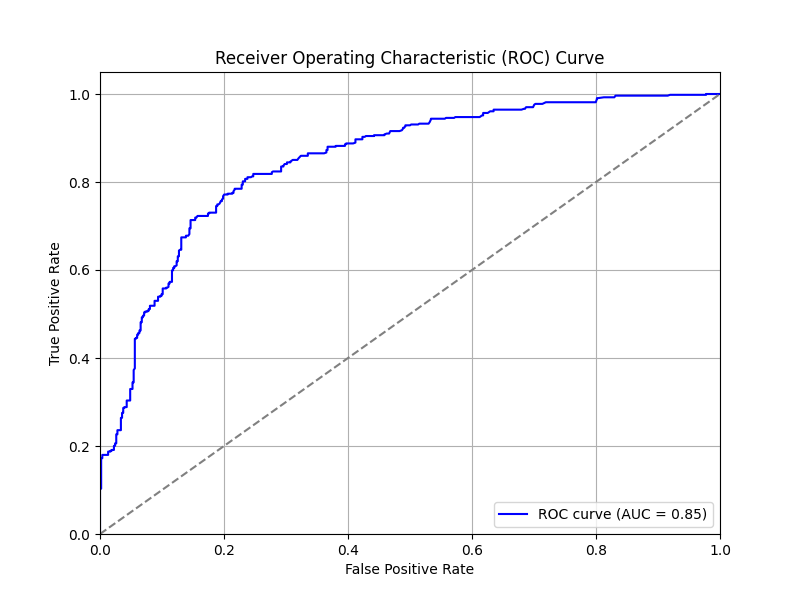 Receiver Operating Characteristic (ROC) Curve
True Positive Rate
1.0
0.8
0.6
0.4
0.2
0.0
ROC curve (AUC = 0.85)
0.0 0.2 0.4 0.6 0.8 1.0
False Positive Rate